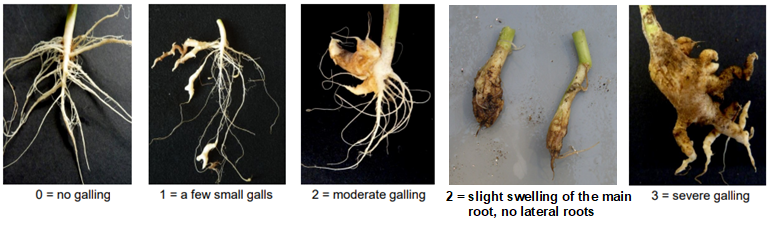 0 = no galling
1 = a few small galls
2 = moderate galling
2 = slight swelling of the main
root, no lateral roots
3 = severe galling